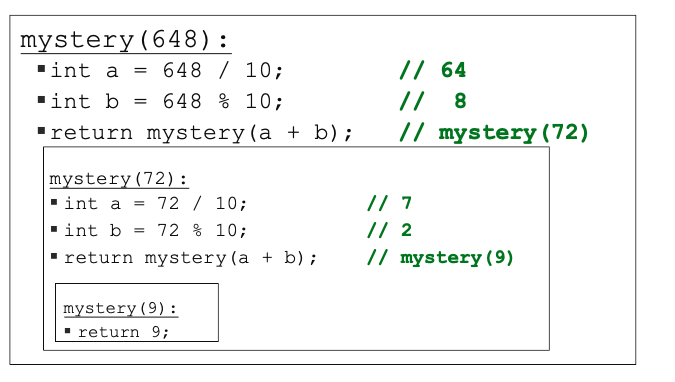 mystery(648):
▪int a = 648 / 10; // 64
▪int b = 648 % 10; // 8
▪return mystery(a + b); // mystery(72)
mystery(72):
▪int a = 72 / 10; // 7
▪int b = 72 % 10; // 2
▪return mystery(a + b); // mystery(9)
mystery(9):
▪ return 9;